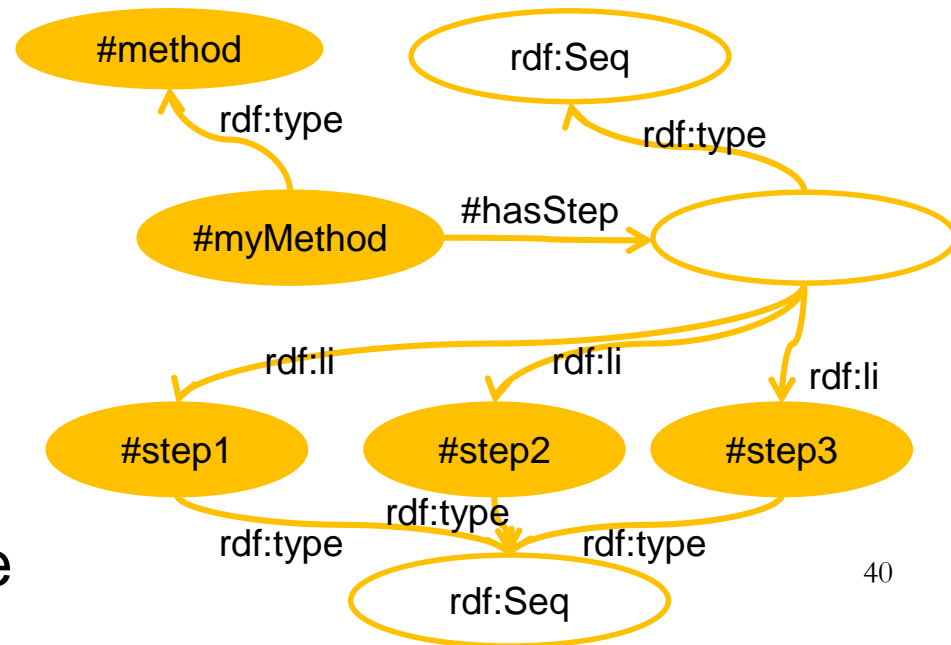 #method
rdf:Seq
rdf:type
rdf:type
#hasStep
#myMethod
rdf:li
rdf:li
rdf:li
#step1
#step2
#step3
rdf:type
rdf:type
rdf:type
e
40
rdf:Seq